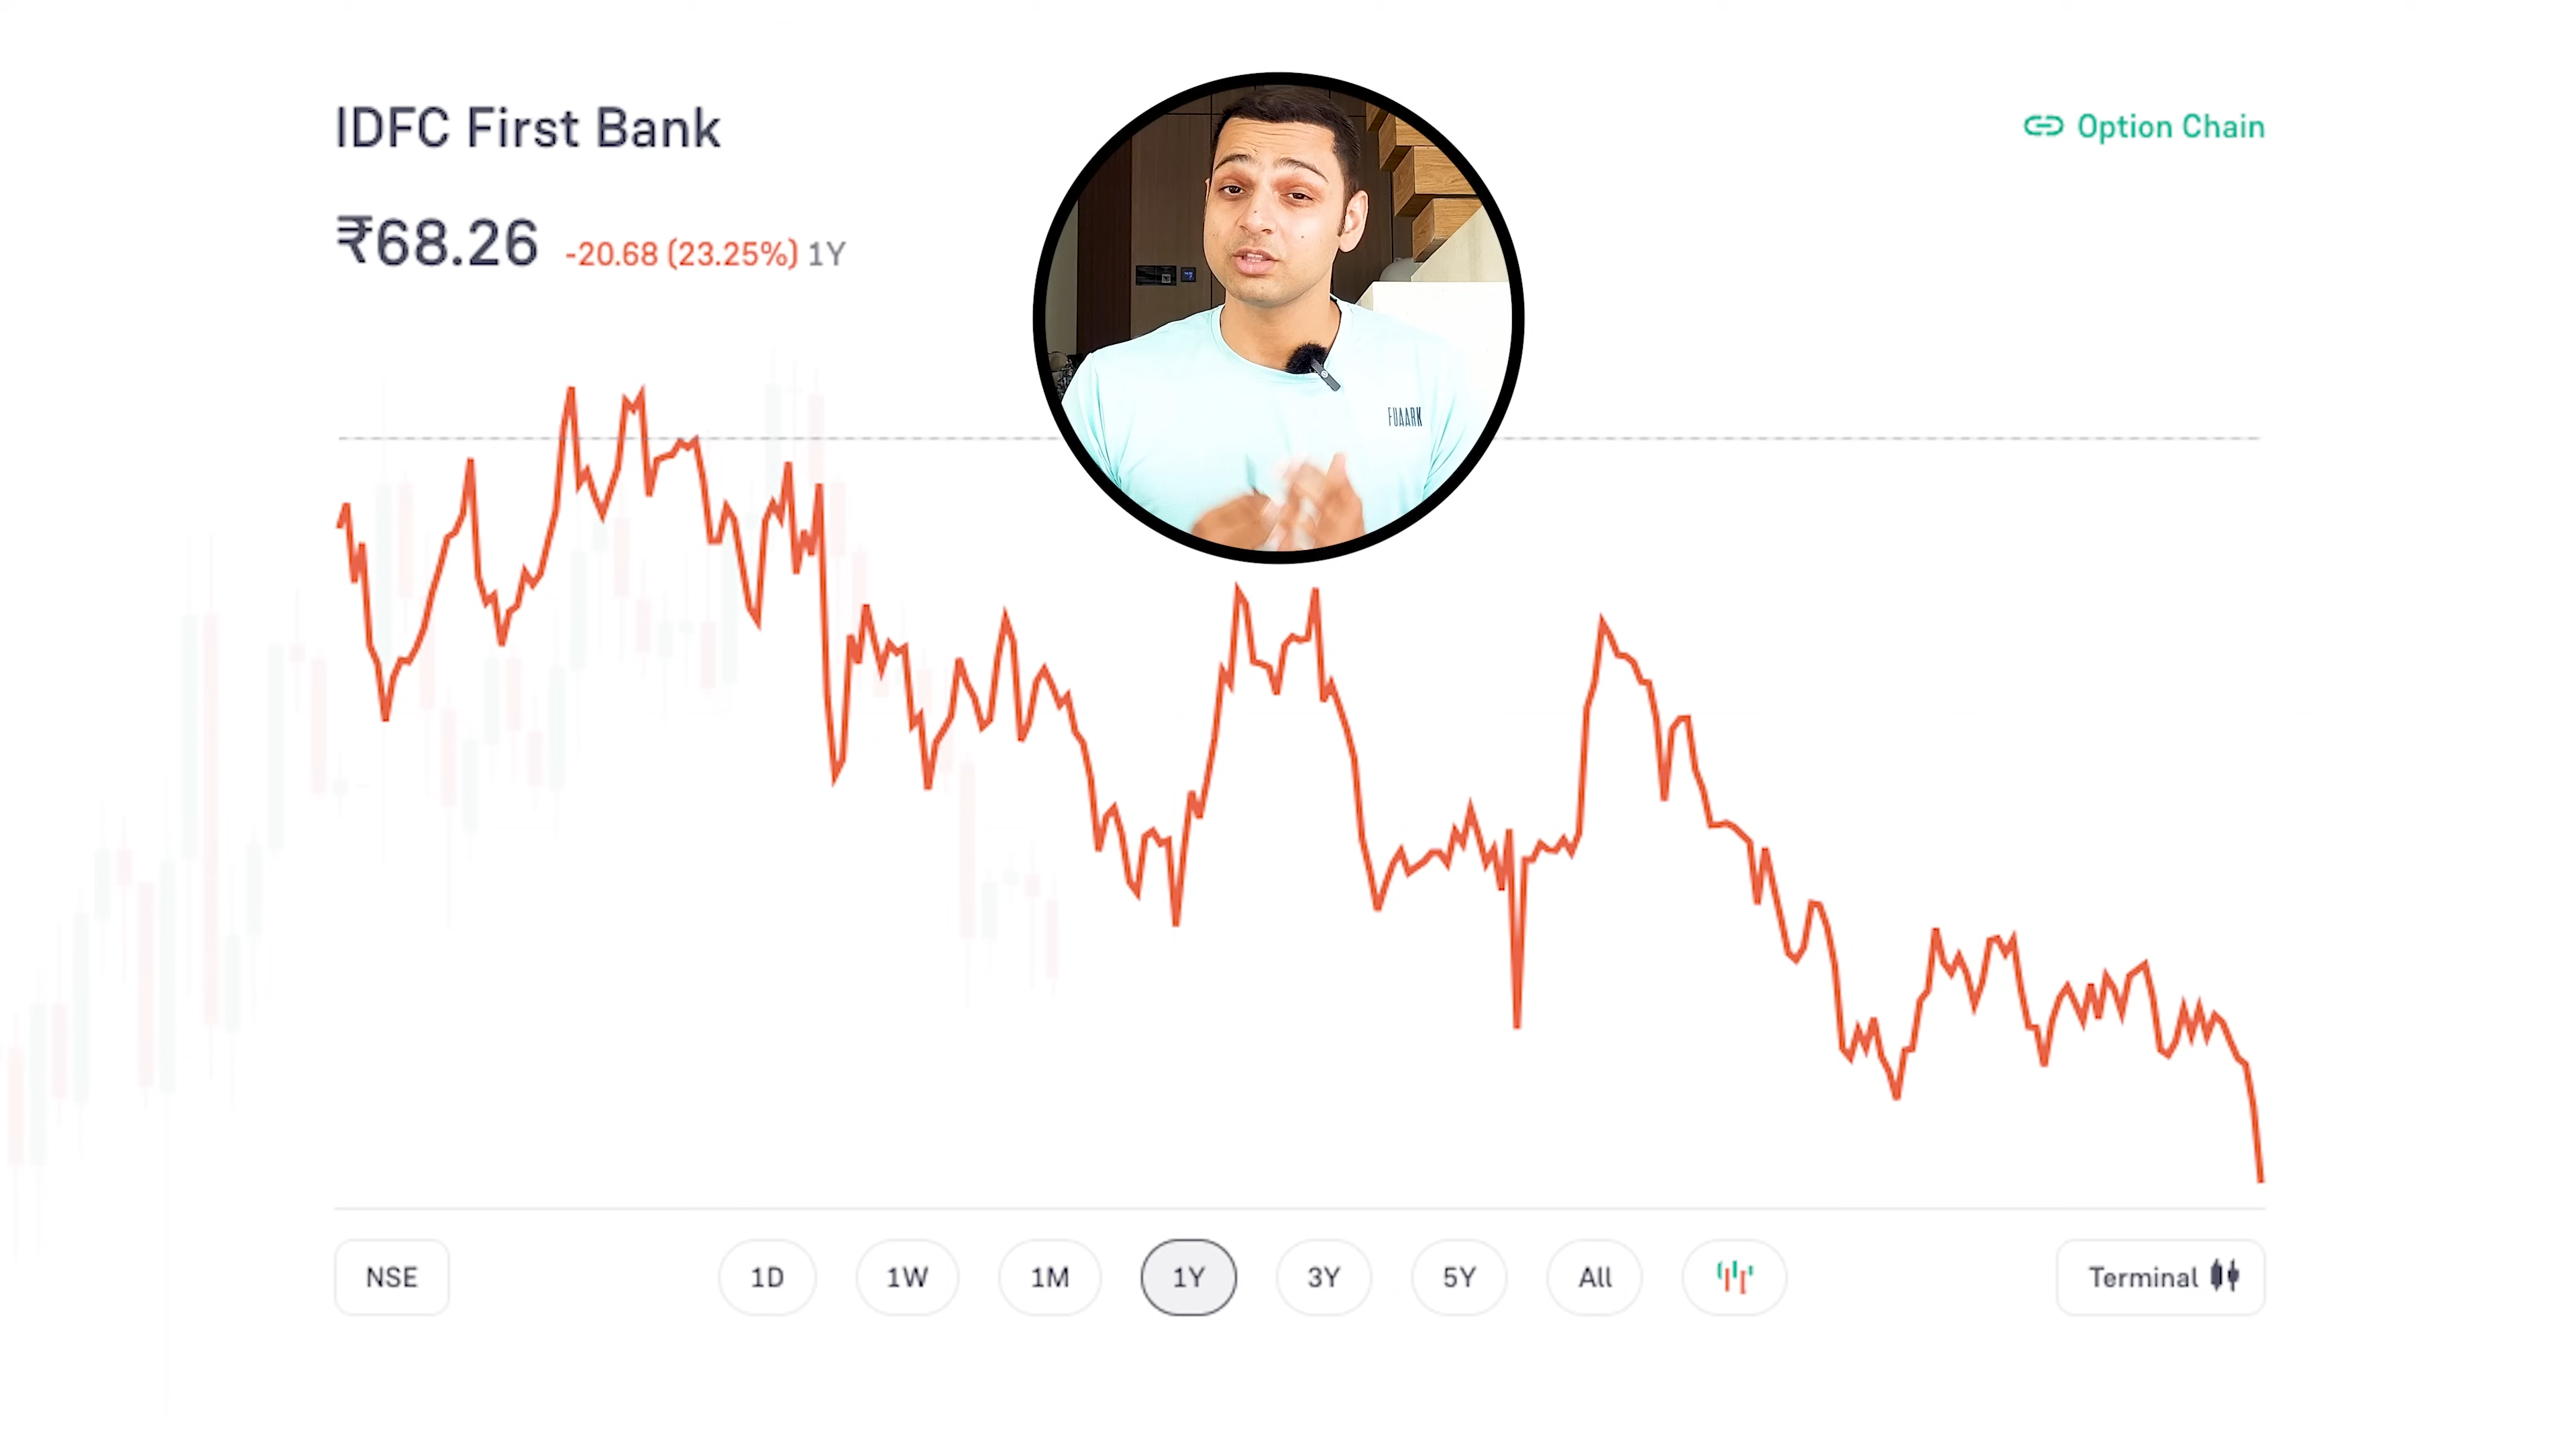 IDFC First Bank
Option Chain
₹68.26 -20.68 (23.25%) 1Y
FUAARK
NSE 1D 1W 1M 1Y 3Y 5Y All Terminal